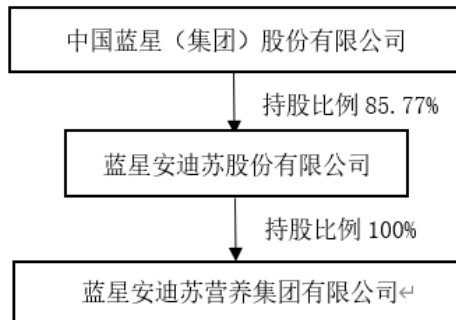 中国蓝星（集团）股份有限公司
持股比例 85.77%
蓝星安迪苏股份有限公司
持股比例 100%
蓝星安迪苏营养集团有限公司↵